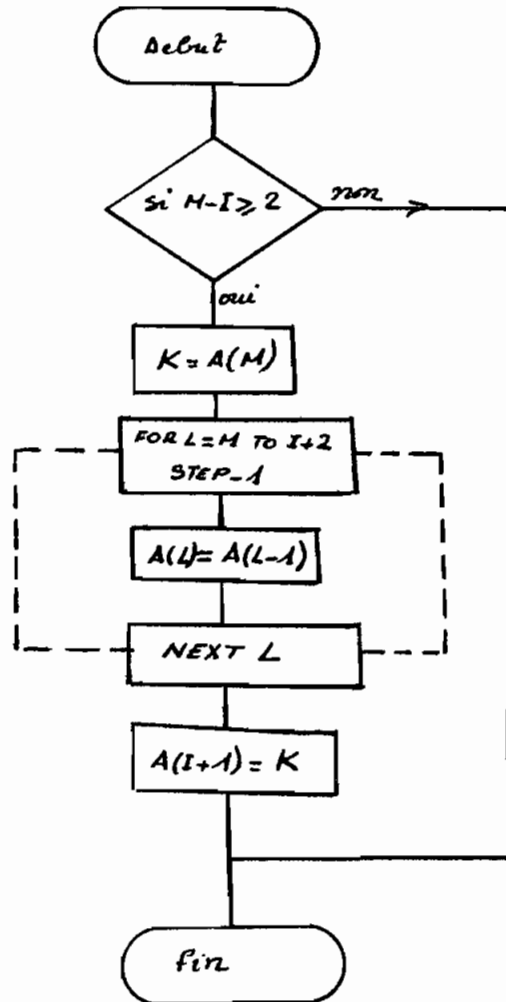 Debut
si M-I ⩾ 2
non
oui
K = A(M)
FOR L=M TO I+2
STEP-1
A(L)= A(L-1)
NEXT L
A(I+1) = K
fin